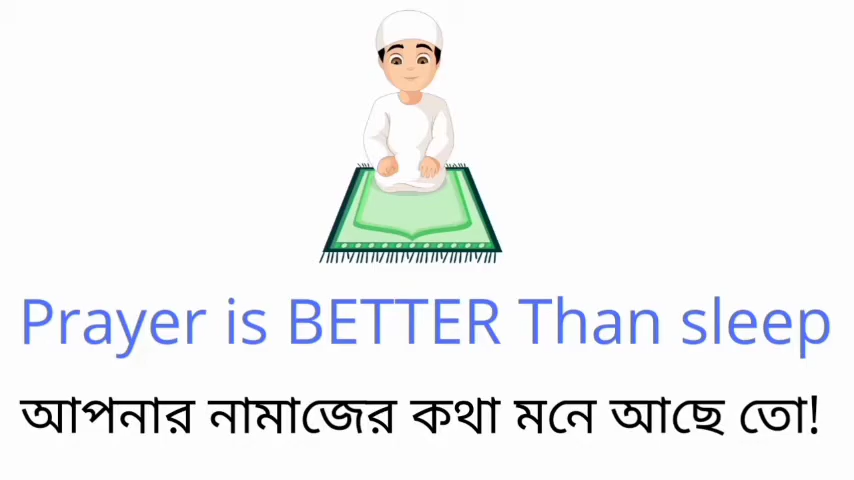 Prayer is BETTER Than sleep
আপনার নামাজের কথা মনে আছে তো!